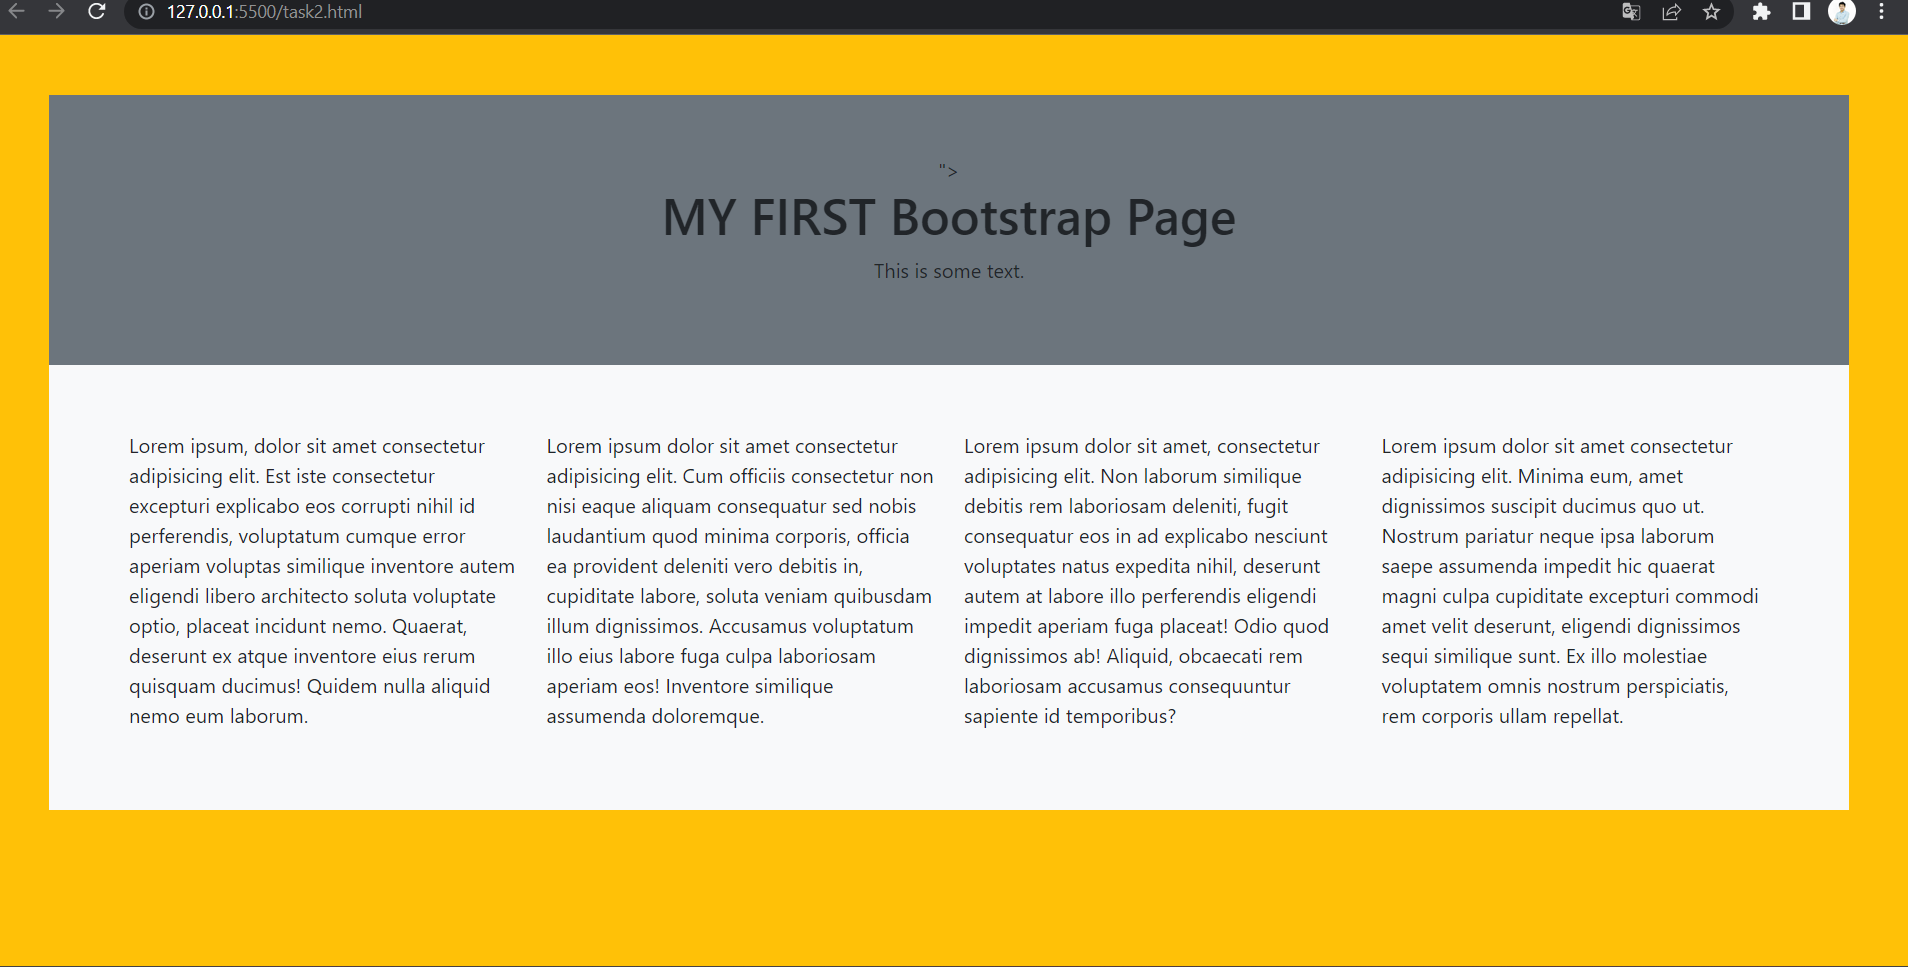 127.0.0.1:5500/task2.html
">
MY FIRST Bootstrap Page
This is some text.
Lorem ipsum, dolor sit amet consectetur
adipisicing elit. Est iste consectetur
excepturi explicabo eos corrupti nihil id
perferendis, voluptatum cumque error
aperiam voluptas similique inventore autem
eligendi libero architecto soluta voluptate
optio, placeat incidunt nemo. Quaerat,
deserunt ex atque inventore eius rerum
quisquam ducimus! Quidem nulla aliquid
nemo eum laborum.
Lorem ipsum dolor sit amet consectetur
adipisicing elit. Cum officiis consectetur non
nisi eaque aliquam consequatur sed nobis
laudantium quod minima corporis, officia
ea provident deleniti vero debitis in,
cupiditate labore, soluta veniam quibusdam
illum dignissimos. Accusamus voluptatum
illo eius labore fuga culpa laboriosam
aperiam eos! Inventore similique
assumenda doloremque.
Lorem ipsum dolor sit amet, consectetur
adipisicing elit. Non laborum similique
debitis rem laboriosam deleniti, fugit
consequatur eos in ad explicabo nesciunt
voluptates natus expedita nihil, deserunt
autem at labore illo perferendis eligendi
impedit aperiam fuga placeat! Odio quod
dignissimos ab! Aliquid, obcaecati rem
laboriosam accusamus consequuntur
sapiente id temporibus?
Lorem ipsum dolor sit amet consectetur
adipisicing elit. Minima eum, amet
dignissimos suscipit ducimus quo ut.
Nostrum pariatur neque ipsa laborum
saepe assumenda impedit hic quaerat
magni culpa cupiditate excepturi commodi
amet velit deserunt, eligendi dignissimos
sequi similique sunt. Ex illo molestiae
voluptatem omnis nostrum perspiciatis,
rem corporis ullam repellat.